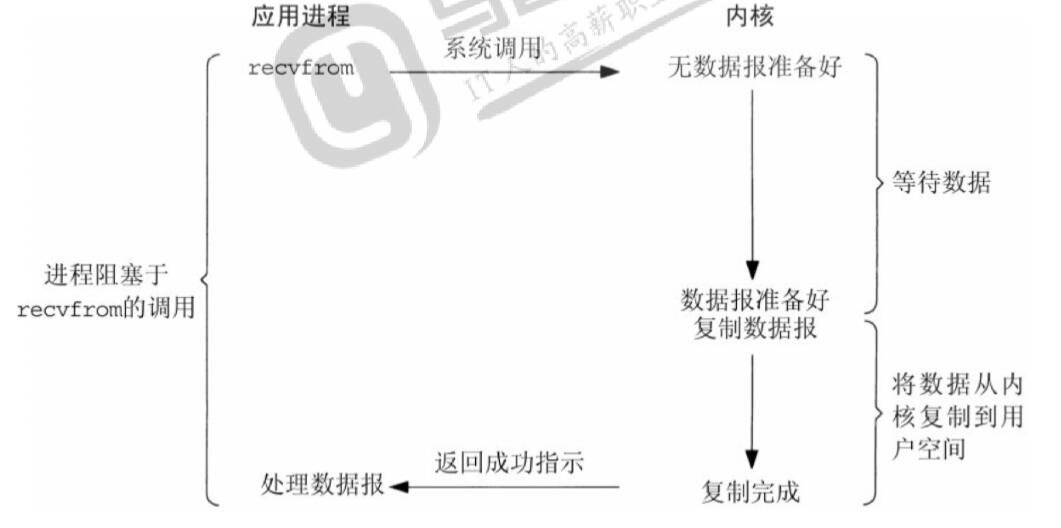 应用进程
内核
recvfrom
系统调用
无数据报准备好
IT人的高薪职业
等待数据
进程阻塞于
recvfrom的调用
数据报准备好
复制数据报
将数据从内
核复制到用
户空间
返回成功指示
处理数据报
复制完成